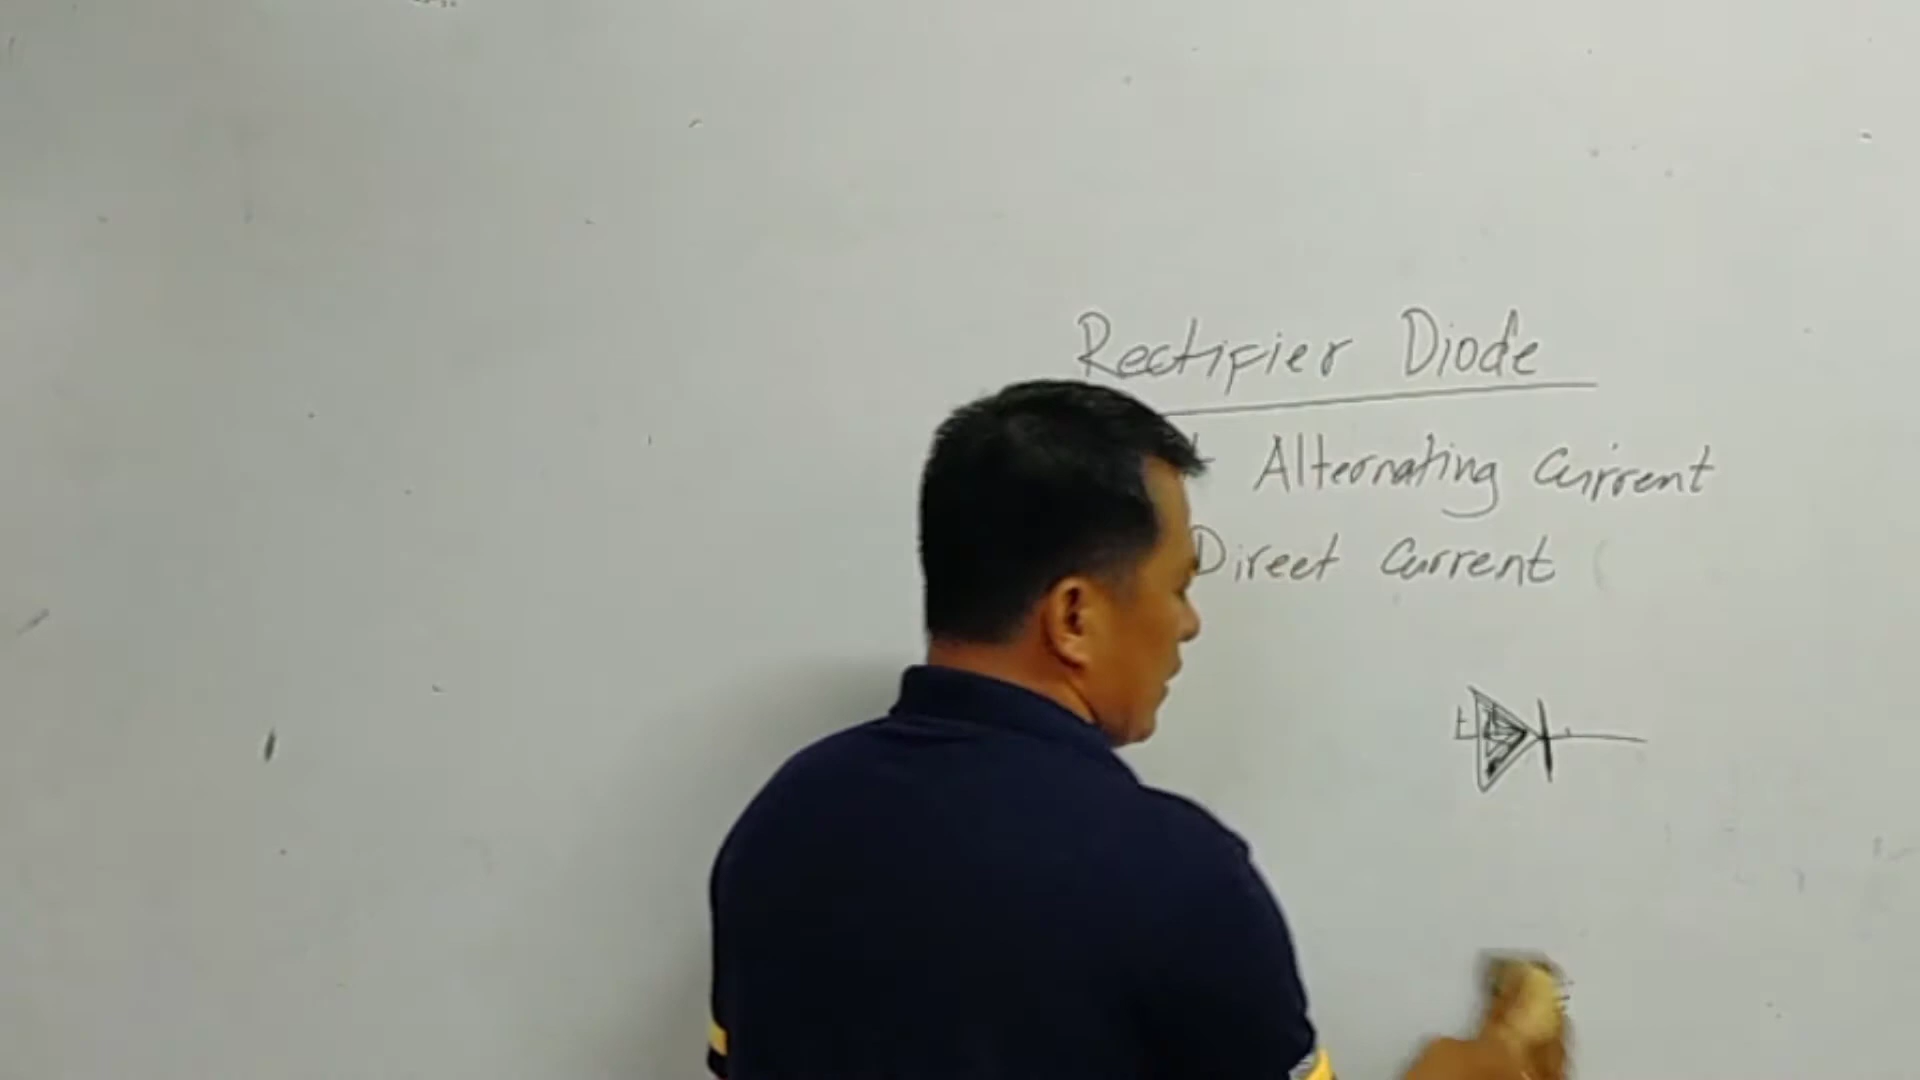 Rectifier Diode
Alternating Current
Direct Current